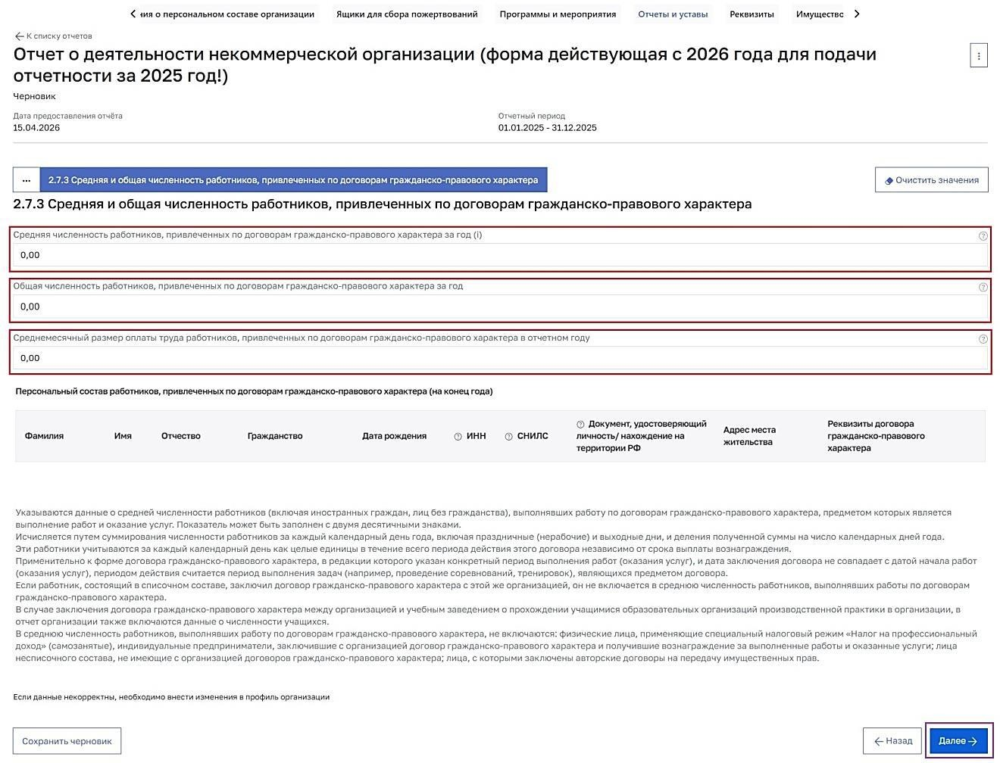 ния о персональном составе организации Ящики для сбора пожертвований Программы и мероприятия Отчеты и уставы Реквизиты Имущество
К списку отчетов
Отчет о деятельности некоммерческой организации (форма действующая с 2026 года для подачи
отчетности за 2025 год!)
Черновик
Дата предоставления отчёта Отчетный период
15.04.2026 01.01.2025 - 31.12.2025
... 2.7.3 Средняя и общая численность работников, привлеченных по договорам гражданско-правового характера Очистить значения
2.7.3 Средняя и общая численность работников, привлеченных по договорам гражданско-правового характера
Средняя численность работников, привлеченных по договорам гражданско-правового характера за год (i)
0,00
Общая численность работников, привлеченных по договорам гражданско-правового характера за год
0,00
Среднемесячный размер оплаты труда работников, привлеченных по договорам гражданско-правового характера в отчетном году
0,00
Персональный состав работников, привлеченных по договорам гражданско-правового характера (на конец года)
Фамилия Имя Отчество Гражданство Дата рождения ИНН СНИЛС
Документ, удостоверяющий
личность/ нахождение на
территории РФ
Адрес места
жительства
Реквизиты договора
гражданско-правового
характера
Указываются данные о средней численности работников (включая иностранных граждан, лиц без гражданства), выполнявших работу по договорам гражданско-правового характера, предметом которых является
выполнение работ и оказание услуг. Показатель может быть заполнен с двумя десятичными знаками.
Исчисляется путем суммирования численности работников за каждый календарный день года, включая праздничные (нерабочие) и выходные дни, и деления полученной суммы на число календарных дней года.
Эти работники учитываются за каждый календарный день как целые единицы в течение всего периода действия этого договора независимо от срока выплаты вознаграждения.
Применительно к форме договора гражданско-правового характера, в редакции которого указан конкретный период выполнения работ (оказания услуг), и дата заключения договора не совпадает с датой начала работ
(оказания услуг), периодом действия считается период выполнения задач (например, проведение соревнований, тренировок), являющихся предметом договора.
Если работник, состоящий в списочном составе, заключил договор гражданско-правового характера с этой же организацией, он не включается в среднюю численность работников, выполнявших работы по договорам
гражданско-правового характера.
В случае заключения договора гражданско-правового характера между организацией и учебным заведением о прохождении учащимися образовательных организаций производственной практики в организации, в
отчет организации также включаются данные о численности учащихся.
В среднюю численность работников, выполнявших работу по договорам гражданско-правового характера, не включаются: физические лица, применяющие специальный налоговый режим «Налог на профессиональный
доход» (самозанятые), индивидуальные предприниматели, заключившие с организацией договор гражданско-правового характера и получившие вознаграждение за выполненные работы и оказанные услуги; лица
несписочного состава, не имеющие с организацией договоров гражданско-правового характера; лица, с которыми заключены авторские договоры на передачу имущественных прав.
Если данные некорректны, необходимо внести изменения в профиль организации
Сохранить черновик Назад Далее